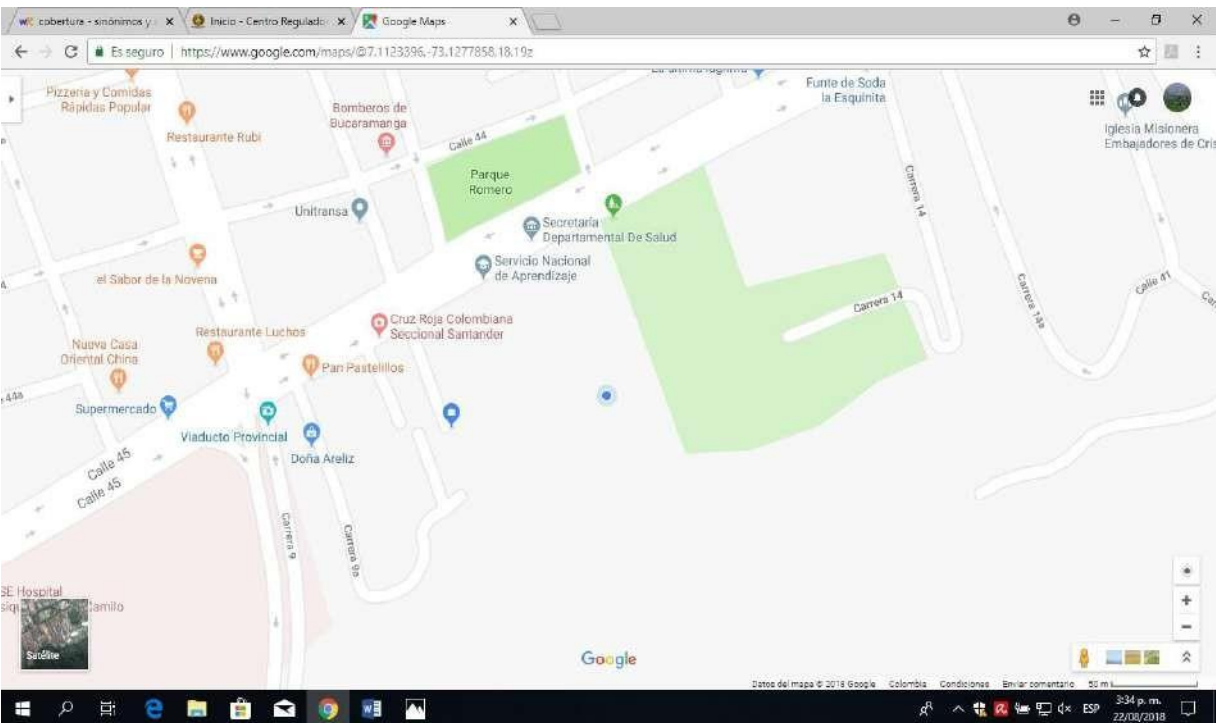 cobertura - sinónimos y
Inicio - Centro Regulado
Google Maps
Es seguro
https://www.google.com/maps/@7.1123396,-73.1277858,18.19z
Pizzeria y Comidas
Rápidas Popular
Restaurante Rubi
Bomberos de
Bucaramanga
Calle 44
Parque
Romero
Funte de Soda
la Esquinita
Iglesia Misionera
Embajadores de Cris
Unitransa
Secretaría
Departamental De Salud
Carrera 14
Servicio Nacional
de Aprendizaje
el Sabor de la Novena
Carrera 14
Carrera 14a
Calle 41
Cruz Roja Colombiana
Seccional Santander
Restaurante Luchos
Nueva Casa
Oriental China
Pan Pastelillos
44a
Supermercado
Viaducto Provincial
Doña Areliz
Calle 45
Calle 45
Carrera 9
Carrera 9a
SE Hospital
amilo
Satélite
Google
Datos del mapa © 2018 Google Colombia Condiciones Enviar comentario 50 m
ESP
3:34 p. m.
22/08/2018